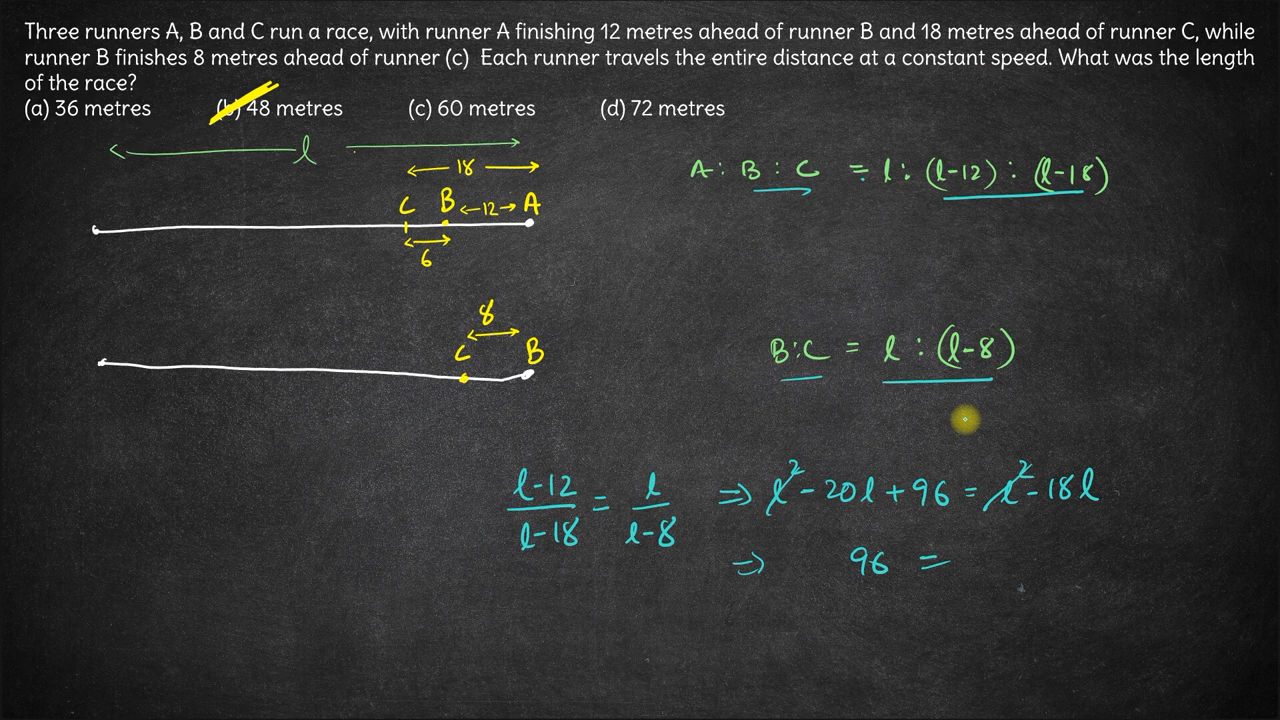 Three runners A, B and C run a race, with runner A finishing 12 metres ahead of runner B and 18 metres ahead of runner C, while
runner B finishes 8 metres ahead of runner (c) Each runner travels the entire distance at a constant speed. What was the length
of the race?
(a) 36 metres (b) 48 metres (c) 60 metres (d) 72 metres
l
18
A : B : C = l : (l-12) : (l-18)
C B 12 A
6
8
C B
B:C = l : (l-8)
l-12/l-18 = l/l-8 ⇒ l² - 20l + 96 = l² - 18l
⇒ 96 =